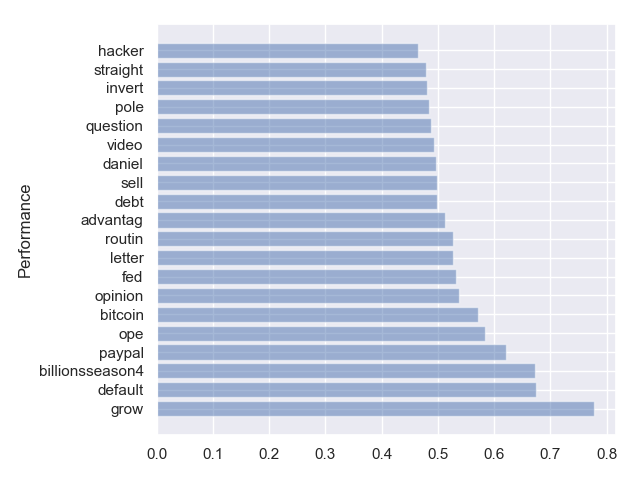 Performance
hacker
straight
invert
pole
question
video
daniel
sell
debt
advantag
routin
letter
fed
opinion
bitcoin
ope
paypal
billionsseason4
default
grow
0.0 0.1 0.2 0.3 0.4 0.5 0.6 0.7 0.8